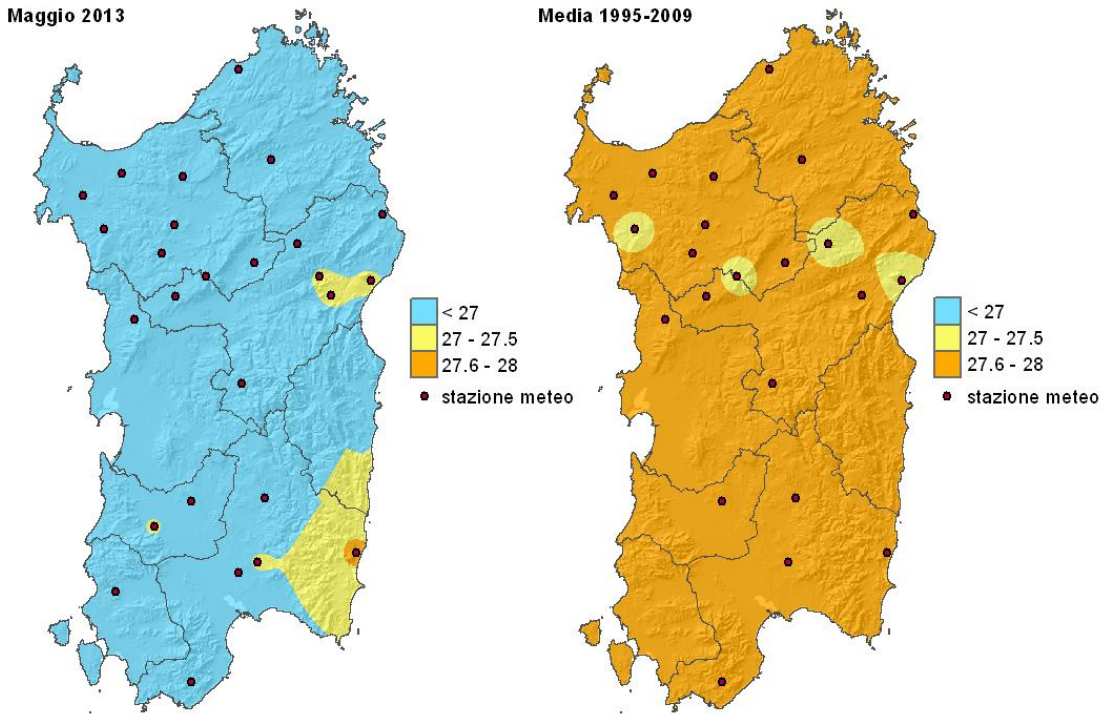 Maggio 2013
Media 1995-2009
< 27
27 - 27.5
27.6 - 28
stazione meteo
< 27
27 - 27.5
27.6 - 28
stazione meteo